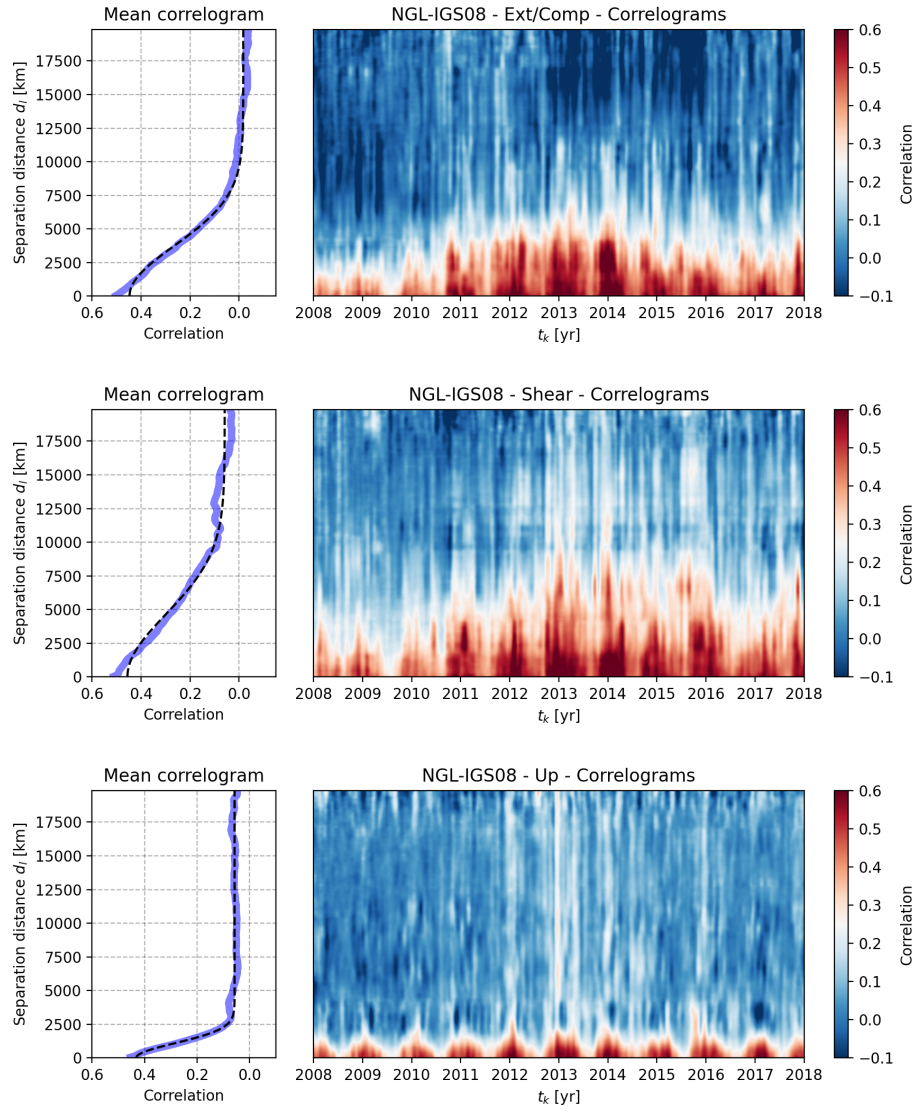 Mean correlogram
NGL-IGS08 - Ext/Comp - Correlograms
Separation distance d_l [km]
17500
15000
12500
10000
7500
5000
2500
0
0.6 0.4 0.2 0.0
Correlation
2008 2009 2010 2011 2012 2013 2014 2015 2016 2017 2018
t_k [yr]
0.6
0.5
0.4
0.3
0.2
0.1
0.0
−0.1
Correlation
Mean correlogram
NGL-IGS08 - Shear - Correlograms
Separation distance d_l [km]
17500
15000
12500
10000
7500
5000
2500
0
0.6 0.4 0.2 0.0
Correlation
2008 2009 2010 2011 2012 2013 2014 2015 2016 2017 2018
t_k [yr]
0.6
0.5
0.4
0.3
0.2
0.1
0.0
−0.1
Correlation
Mean correlogram
NGL-IGS08 - Up - Correlograms
Separation distance d_l [km]
17500
15000
12500
10000
7500
5000
2500
0
0.6 0.4 0.2 0.0
Correlation
2008 2009 2010 2011 2012 2013 2014 2015 2016 2017 2018
t_k [yr]
0.6
0.5
0.4
0.3
0.2
0.1
0.0
−0.1
Correlation